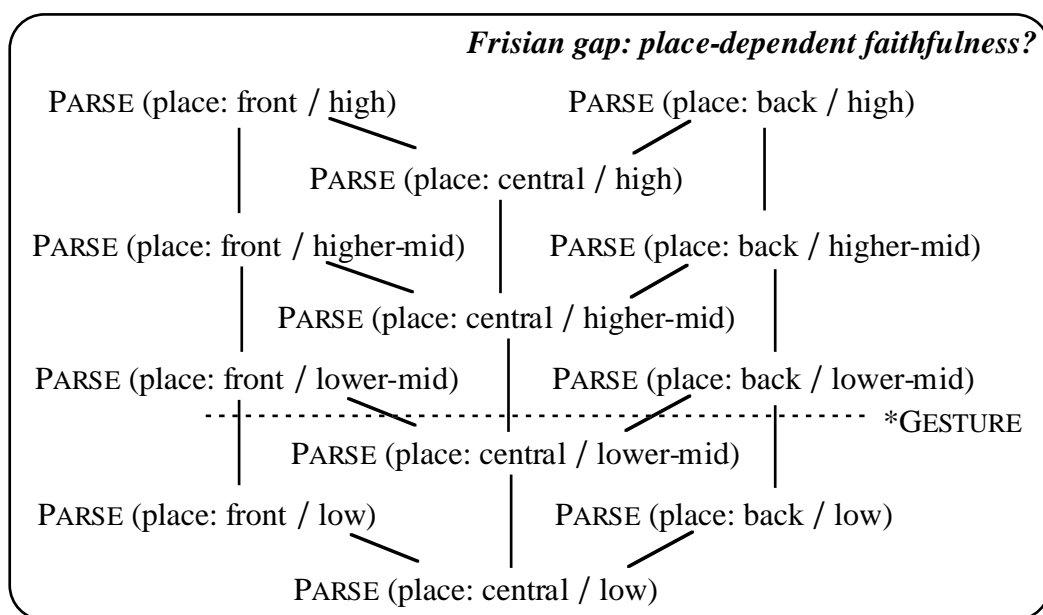 Frisian gap: place-dependent faithfulness?
PARSE (place: front / high) PARSE (place: back / high)
PARSE (place: central / high)
PARSE (place: front / higher-mid) PARSE (place: back / higher-mid)
PARSE (place: central / higher-mid)
PARSE (place: front / lower-mid) PARSE (place: back / lower-mid)
*GESTURE
PARSE (place: central / lower-mid)
PARSE (place: front / low) PARSE (place: back / low)
PARSE (place: central / low)